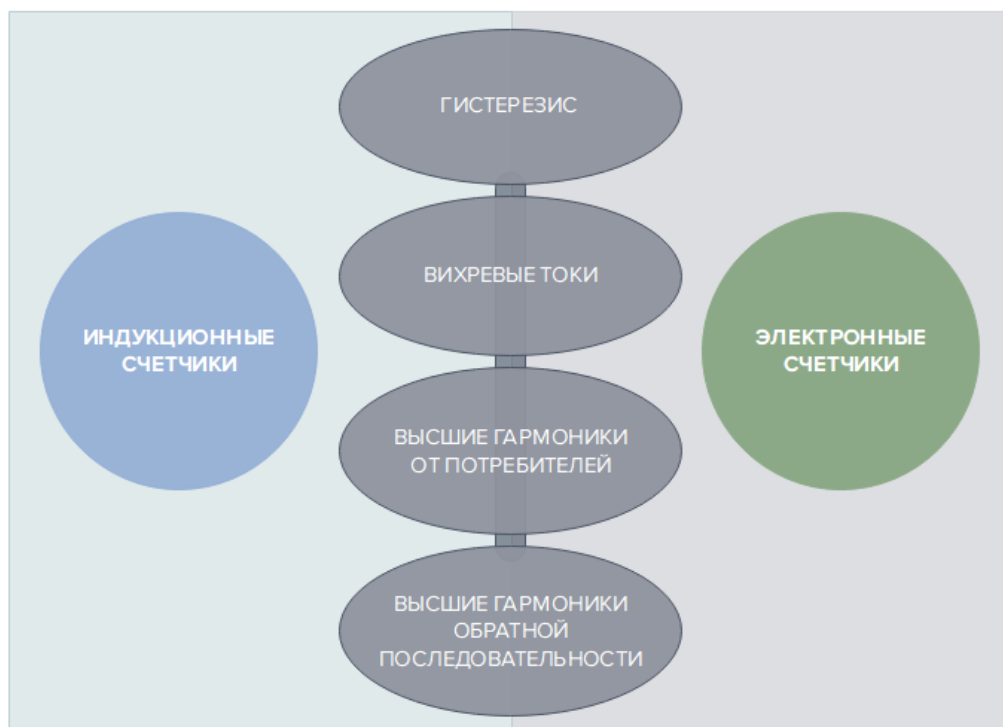 ГИСТЕРЕЗИС
ВИХРЕВЫЕ ТОКИ
ИНДУКЦИОННЫЕ
СЧЕТЧИКИ
ЭЛЕКТРОННЫЕ
СЧЕТЧИКИ
ВЫСШИЕ ГАРМОНИКИ
ОТ ПОТРЕБИТЕЛЕЙ
ВЫСШИЕ ГАРМОНИКИ
ОБРАТНОЙ
ПОСЛЕДОВАТЕЛЬНОСТИ